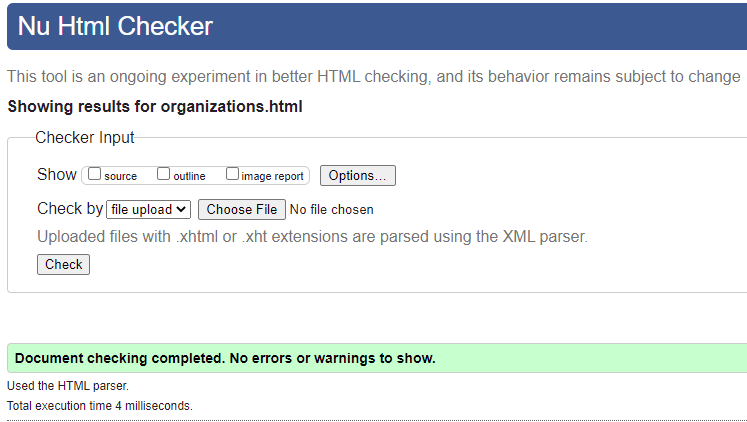 Nu Html Checker
This tool is an ongoing experiment in better HTML checking, and its behavior remains subject to change
Showing results for organizations.html
Checker Input
Show source outline image report Options...
Check by file upload Choose File No file chosen
Uploaded files with .xhtml or .xht extensions are parsed using the XML parser.
Check
Document checking completed. No errors or warnings to show.
Used the HTML parser.
Total execution time 4 milliseconds.